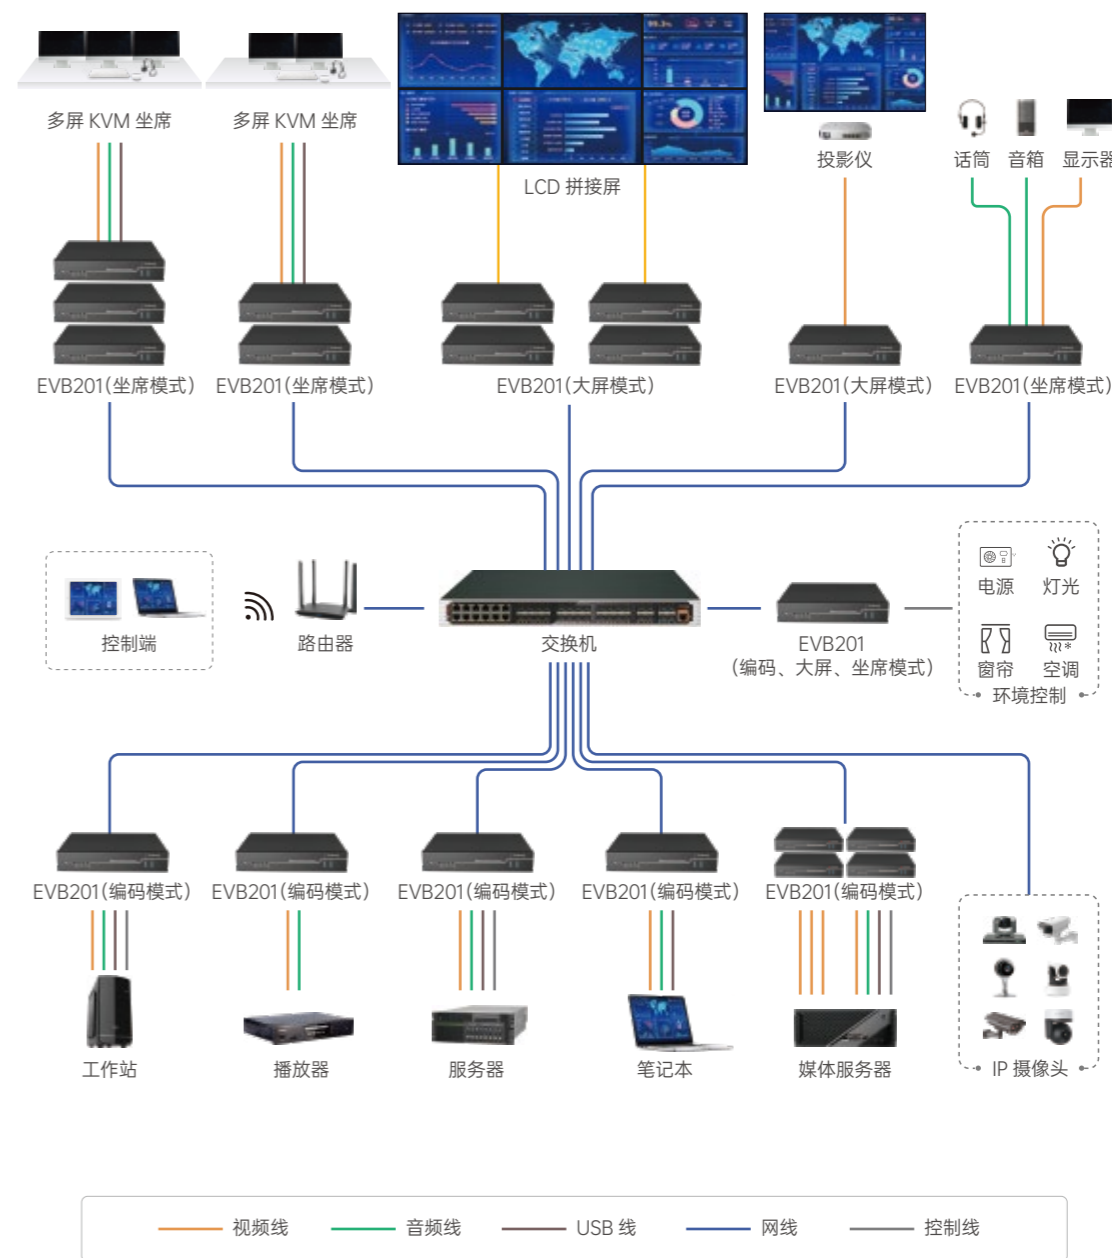 多屏 KVM 坐席
多屏 KVM 坐席
LCD 拼接屏
投影仪
话筒
音箱
显示器
EVB201(坐席模式)
EVB201(坐席模式)
EVB201(大屏模式)
EVB201(大屏模式)
EVB201(坐席模式)
控制端
路由器
交换机
EVB201
(编码、大屏、坐席模式)
电源
灯光
窗帘
空调
环境控制
EVB201(编码模式)
EVB201(编码模式)
EVB201(编码模式)
EVB201(编码模式)
EVB201(编码模式)
工作站
播放器
服务器
笔记本
媒体服务器
IP 摄像头
视频线
音频线
USB 线
网线
控制线